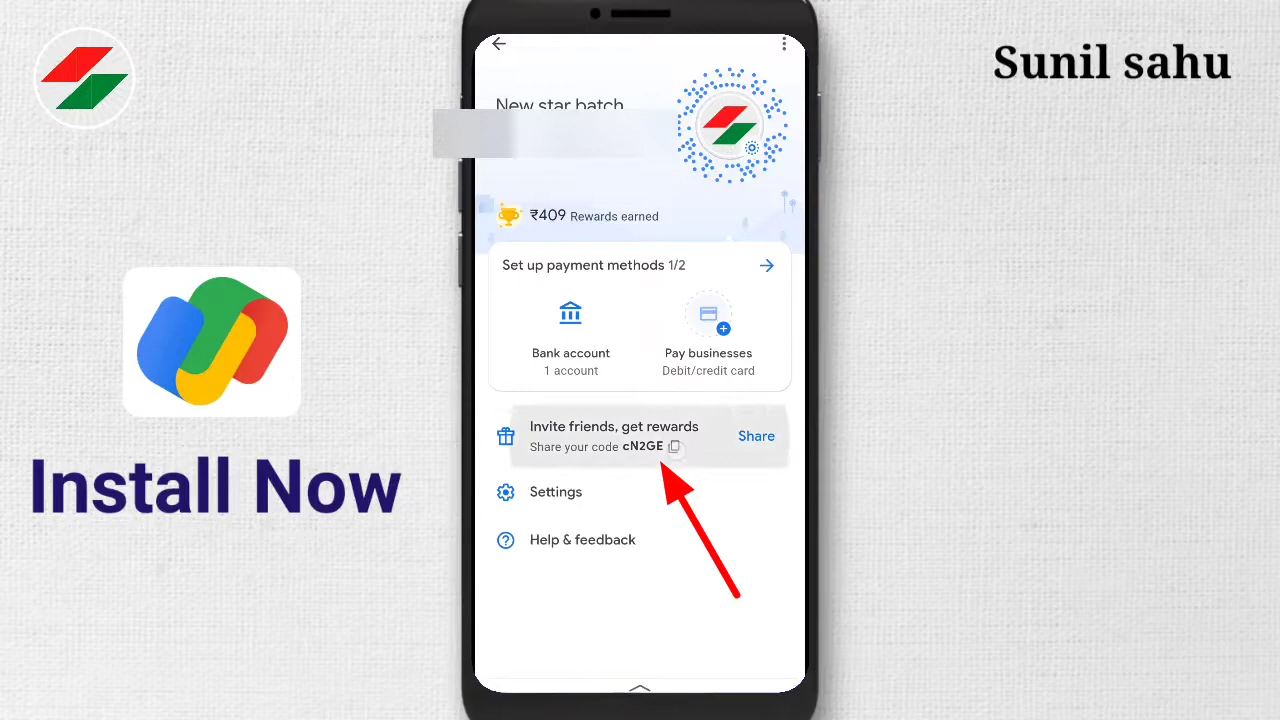 Sunil sahu
New star batch
₹409 Rewards earned
Set up payment methods 1/2
Bank account
1 account
Pay businesses
Debit/credit card
Invite friends, get rewards
Share your code cN2GE
Share
Settings
Help & feedback
Install Now